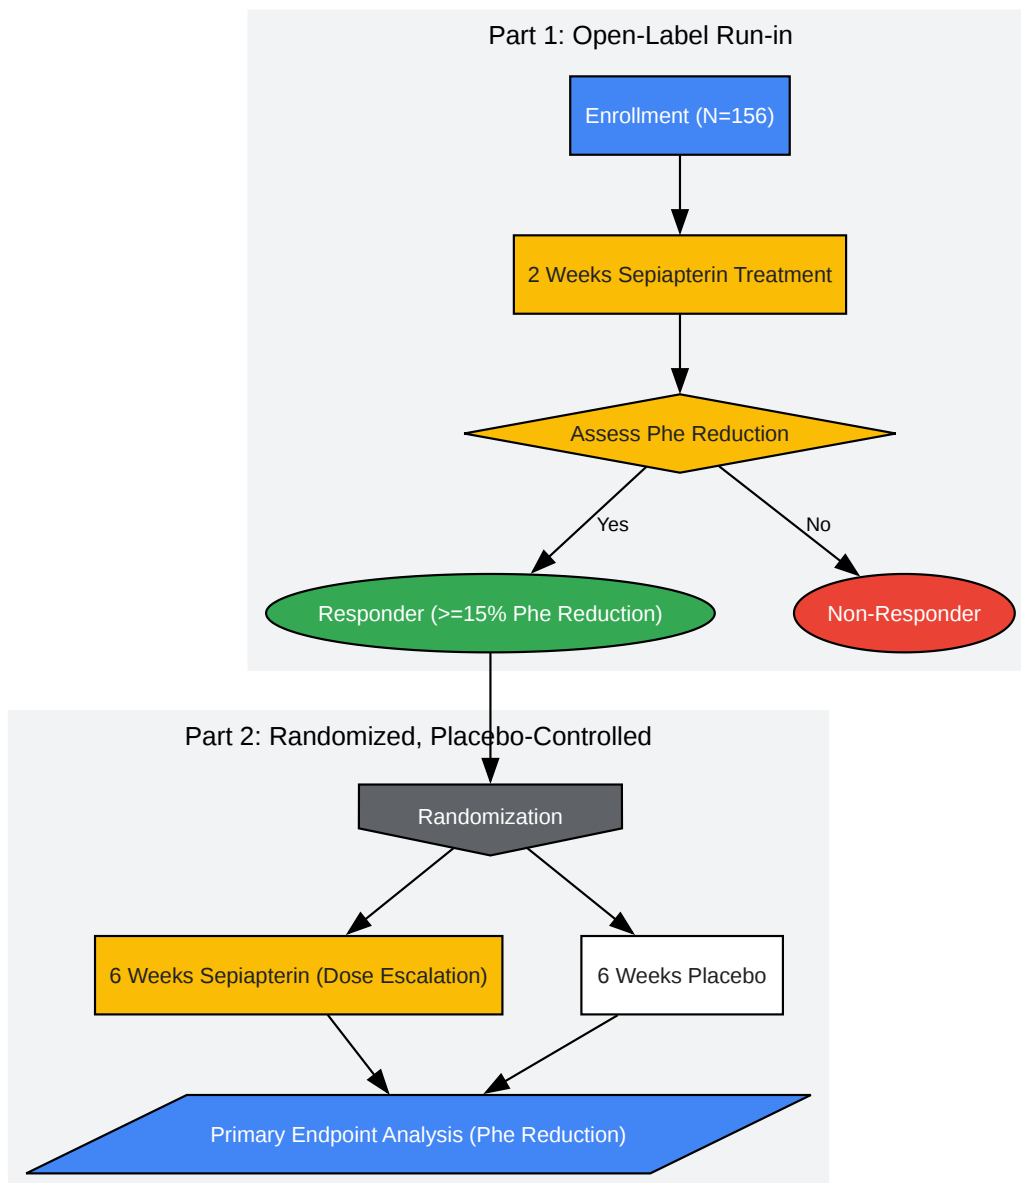 Part 1: Open-Label Run-in
Enrollment (N=156)
2 Weeks Sepiapterin Treatment
Assess Phe Reduction
Yes
No
Responder (>=15% Phe Reduction)
Non-Responder
Part 2: Randomized, Placebo-Controlled
Randomization
6 Weeks Sepiapterin (Dose Escalation)
6 Weeks Placebo
Primary Endpoint Analysis (Phe Reduction)